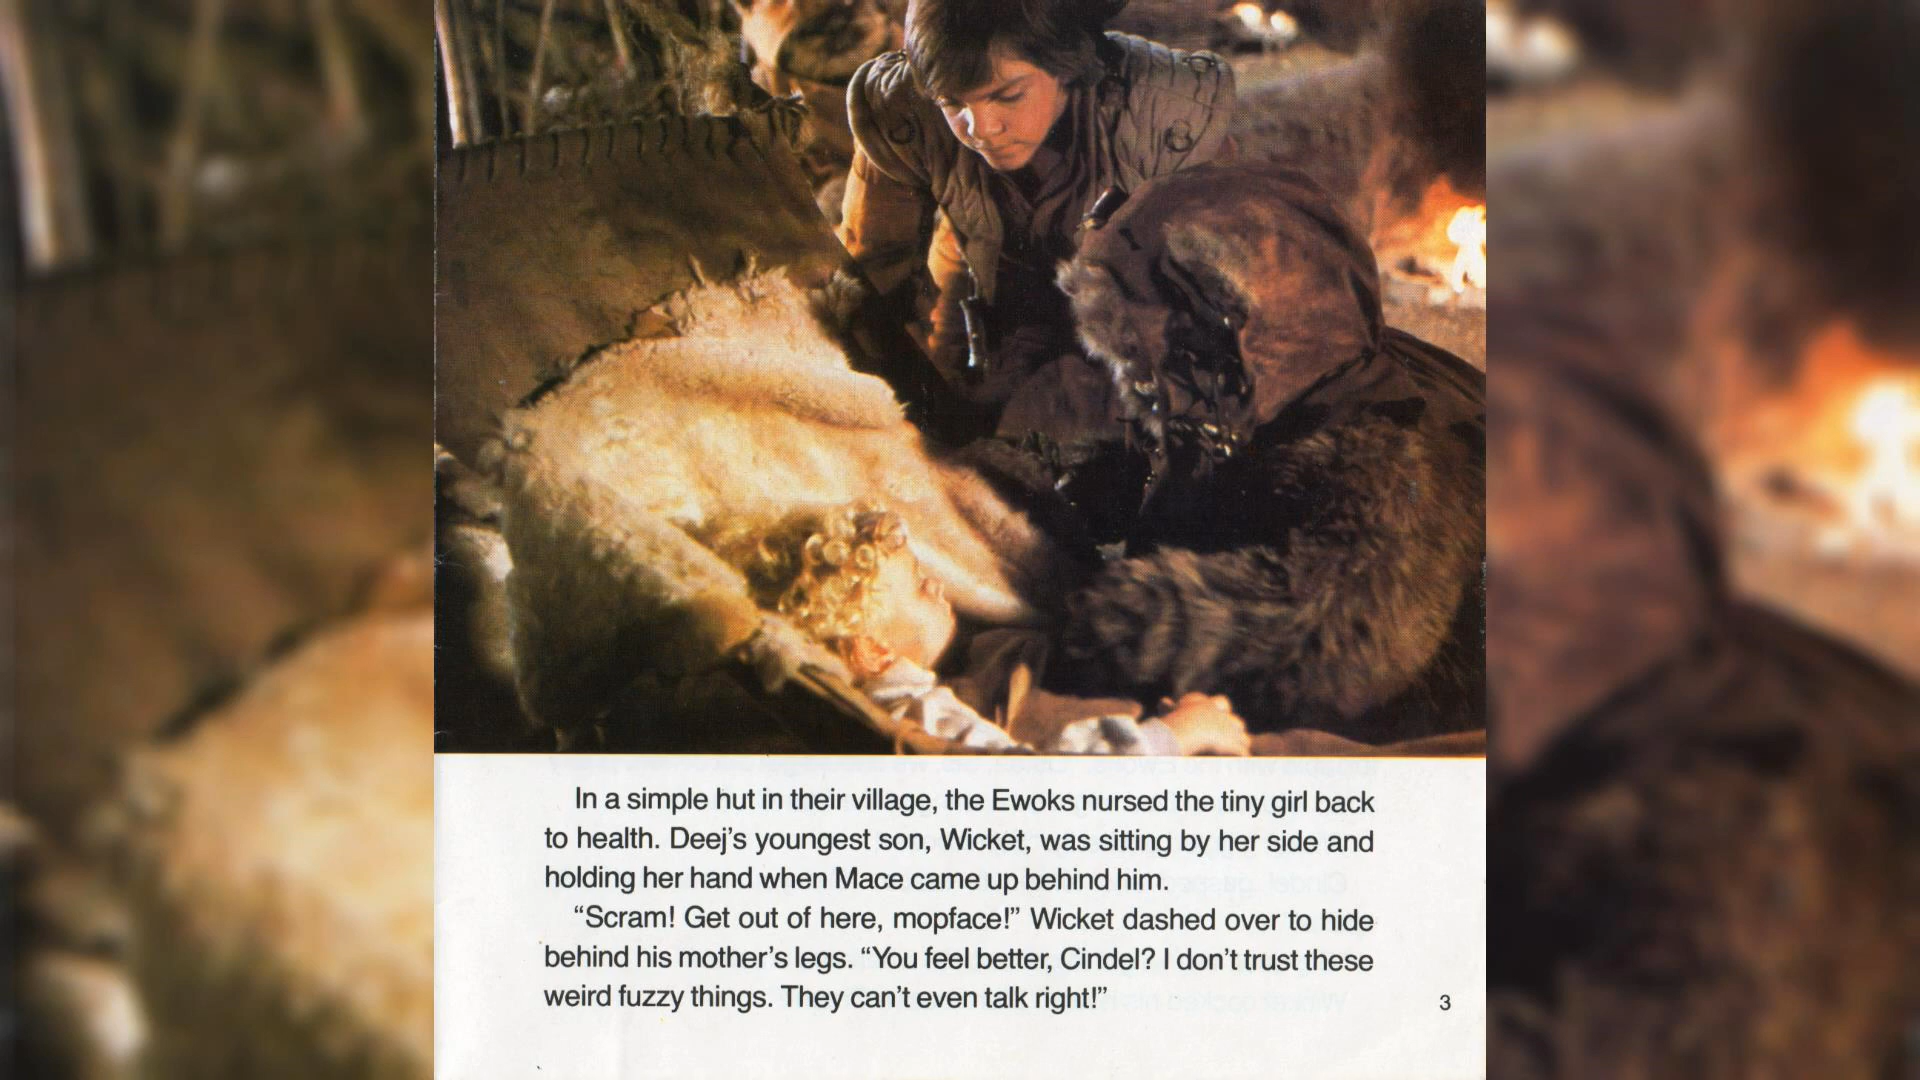 In a simple hut in their village, the Ewoks nursed the tiny girl back
to health. Deej's youngest son, Wicket, was sitting by her side and
holding her hand when Mace came up behind him.
“Scram! Get out of here, mopface!” Wicket dashed over to hide
behind his mother's legs. “You feel better, Cindel? I don't trust these
weird fuzzy things. They can't even talk right!”
3